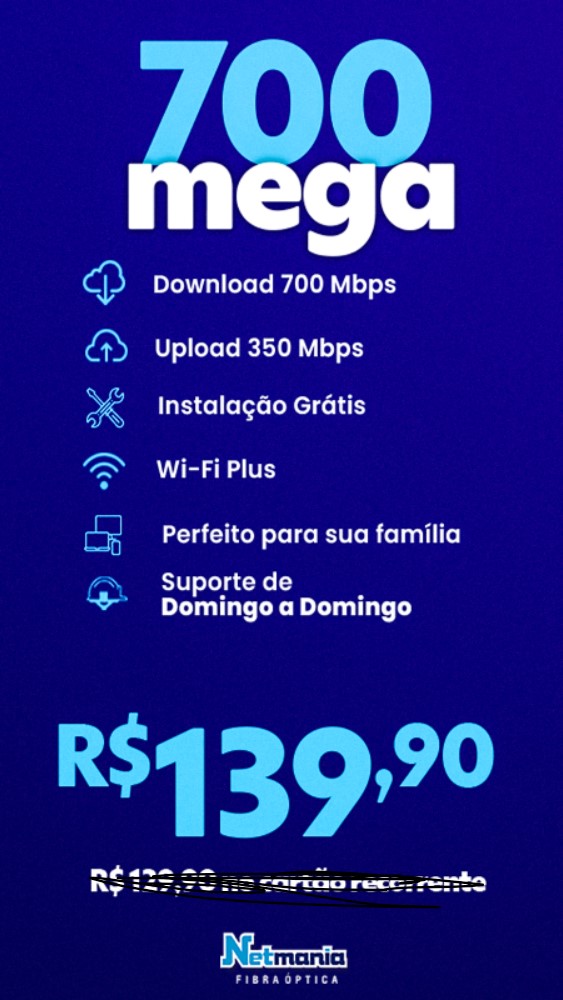 700
mega
Download 700 Mbps
Upload 350 Mbps
Instalação Grátis
Wi-Fi Plus
Perfeito para sua família
Suporte de
Domingo a Domingo
R$139,90
R$ 129,90 no cartão recorrente
Netmania
FIBRA ÓPTICA